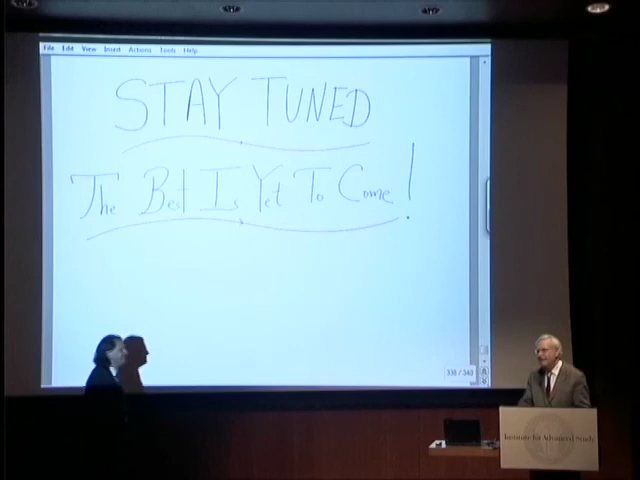 File Edit View Insert Actions Tools Help
STAY TUNED
The Best Is Yet To Come!
338 / 340
Institute for Advanced Study